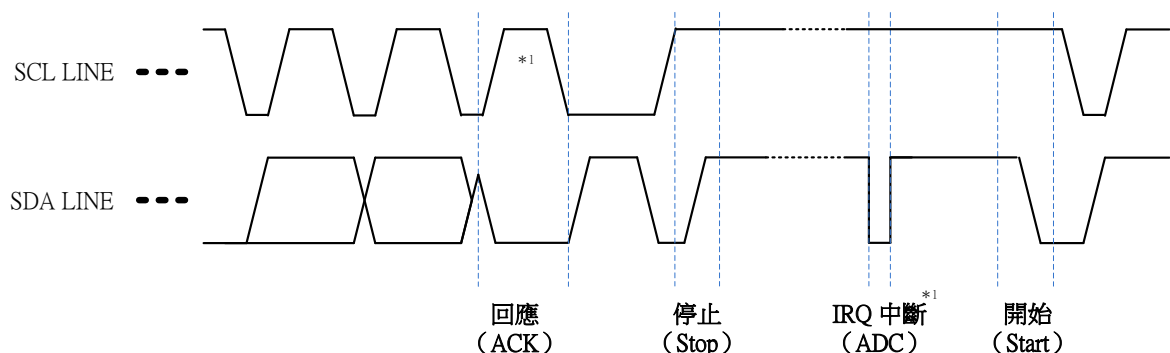 SCL LINE
*1
SDA LINE
回應
(ACK)
停止
(Stop)
IRQ 中斷*1
(ADC)
開始
(Start)